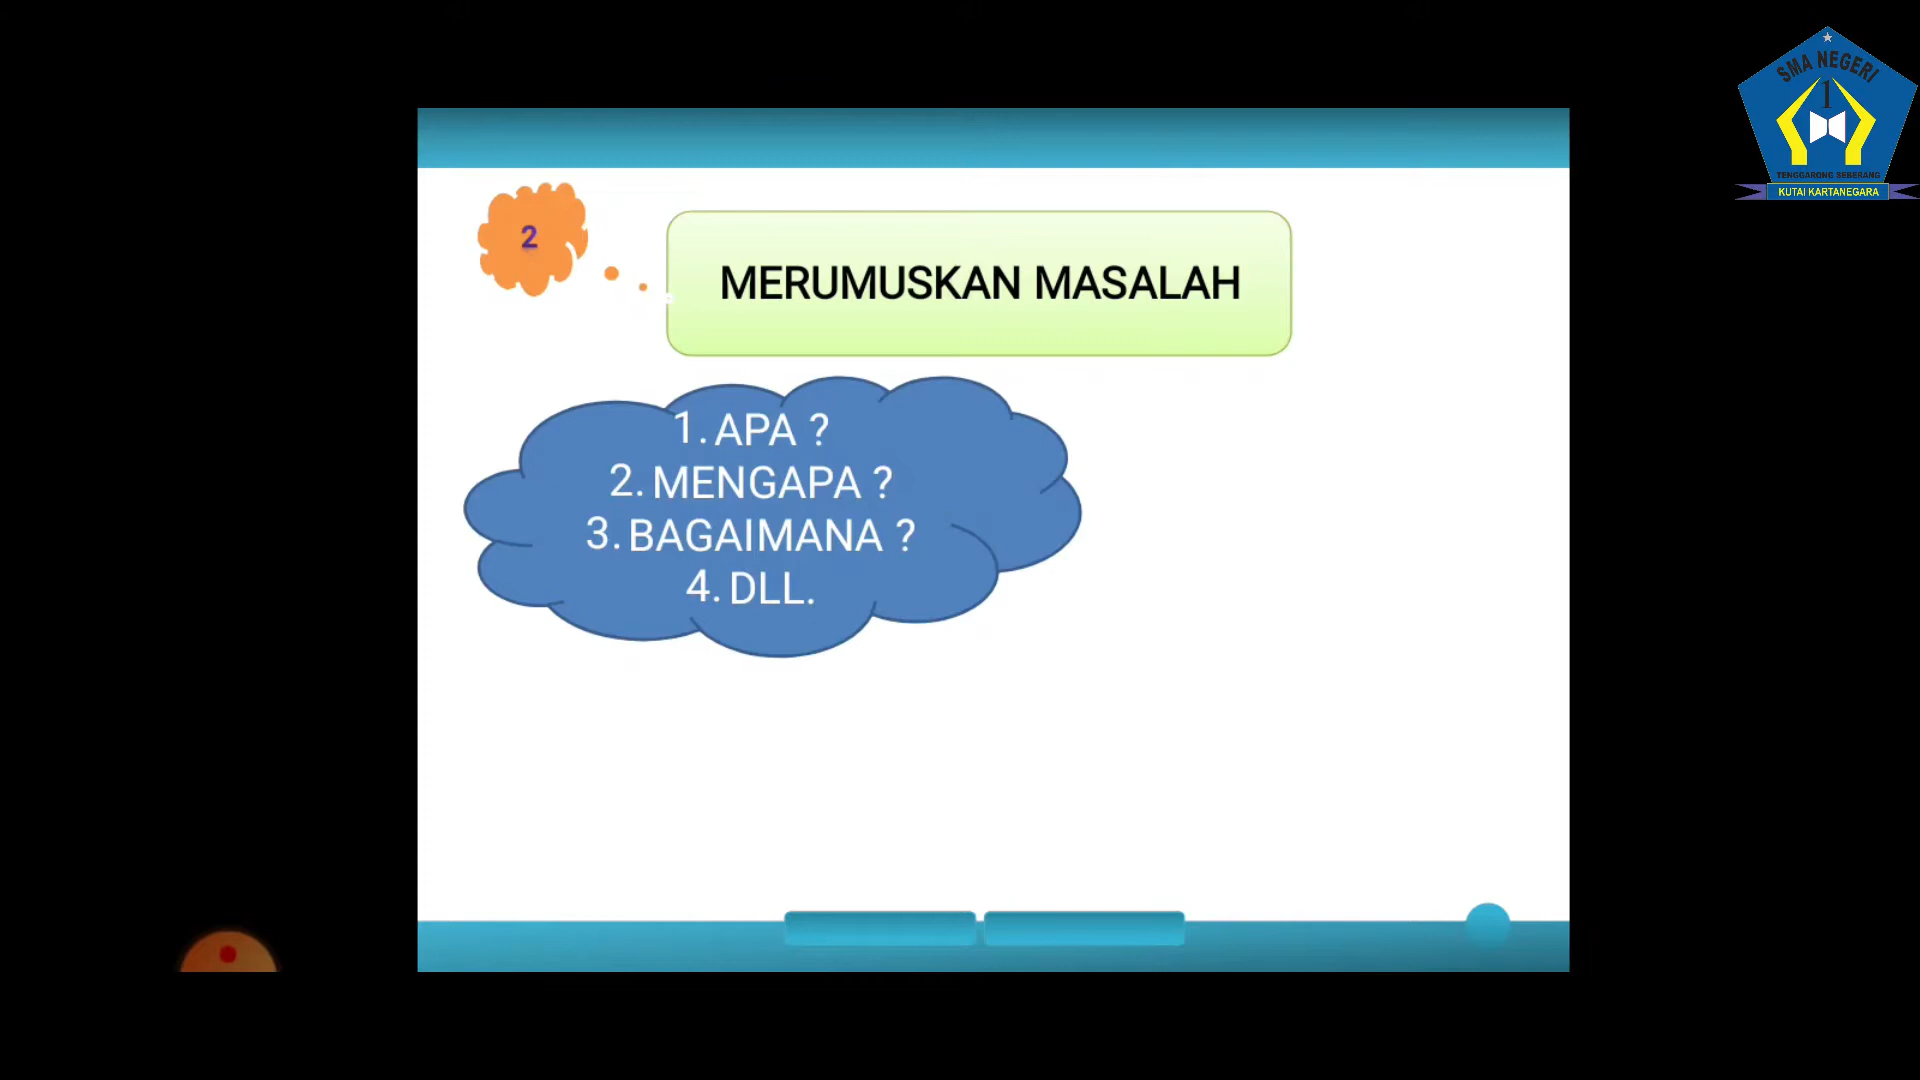 SMA NEGERI
1
TENGGARONG SEBERANG
KUTAI KARTANEGARA
2
MERUMUSKAN MASALAH
1. APA ?
2. MENGAPA ?
3. BAGAIMANA ?
4. DLL.